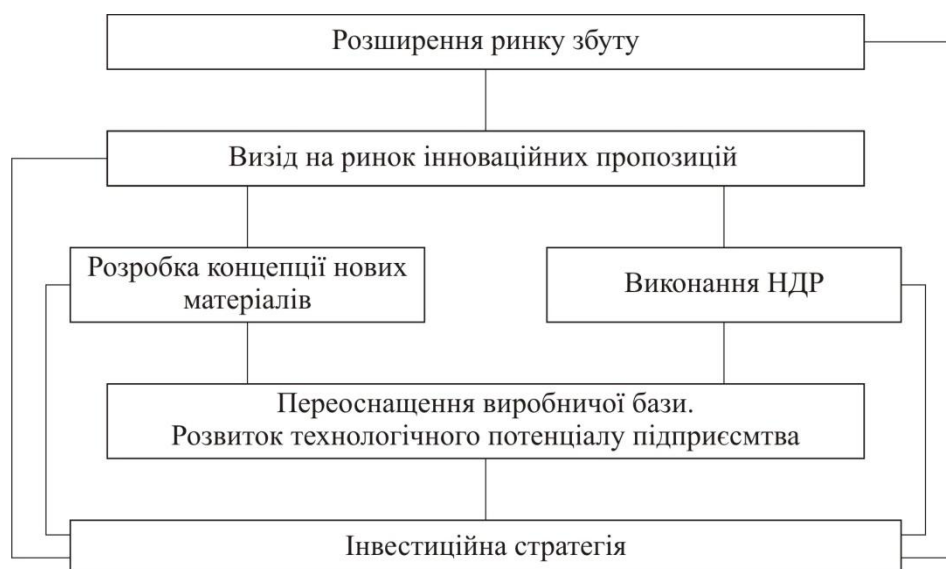 Розширення ринку збуту
Визід на ринок інноваційних пропозицій
Розробка концепції нових
матеріалів
Виконання НДР
Переоснащення виробничої бази.
Розвиток технологічного потенціалу підприєсмтва
Інвестиційна стратегія